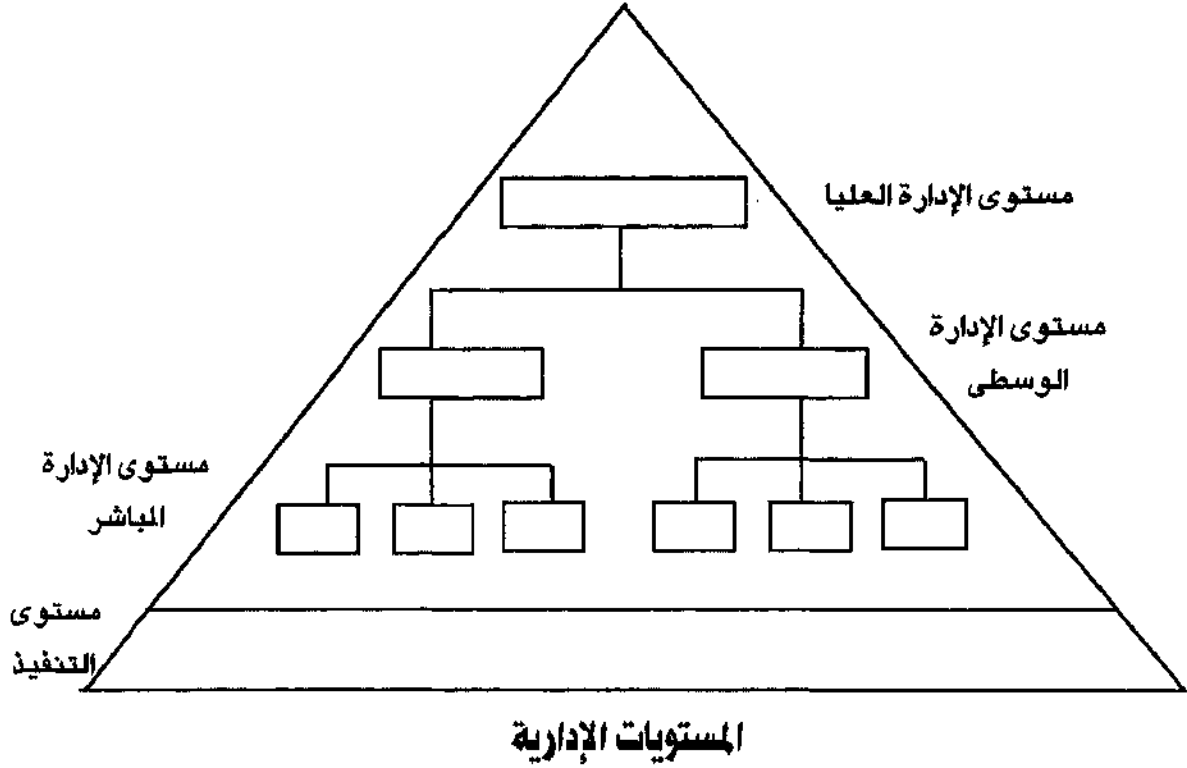 مستوى الإدارة العليا
مستوى الإدارة
الوسطى
مستوى الإدارة
المباشر
مستوى
التنفيذ
المستويات الإدارية